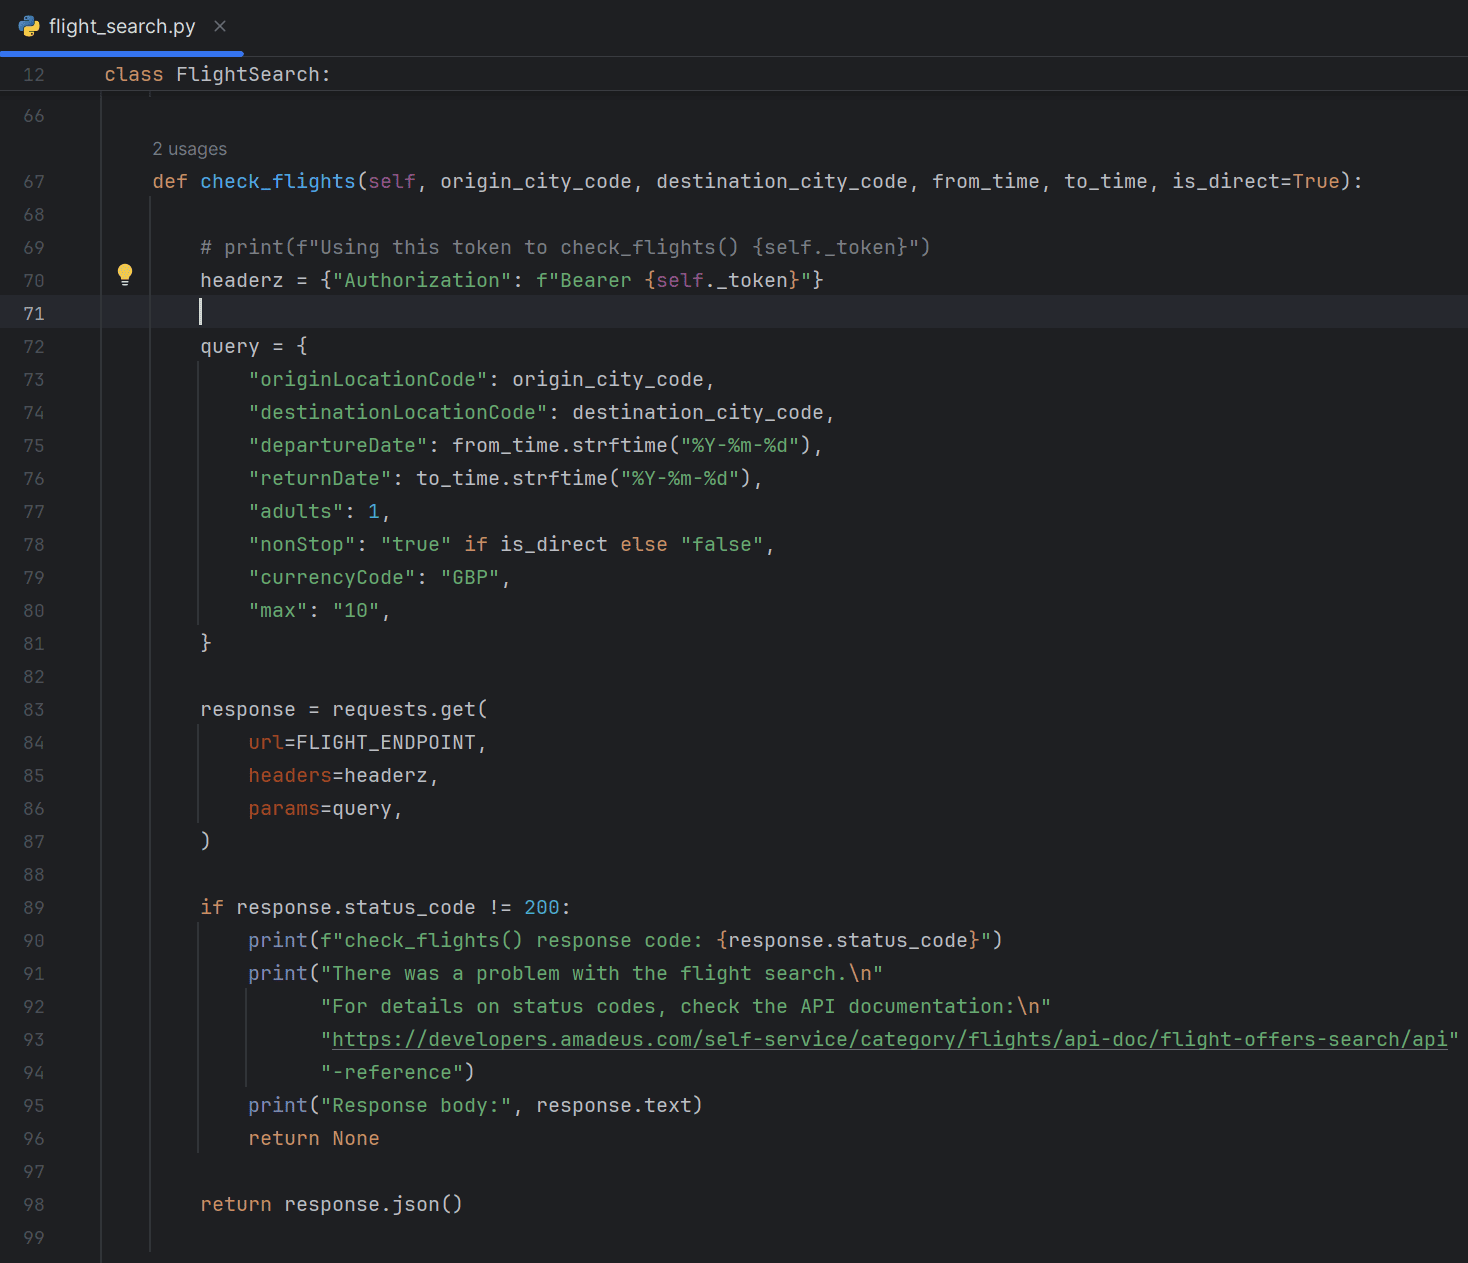 flight_search.py ×
12 class FlightSearch:
66
2 usages
67 def check_flights(self, origin_city_code, destination_city_code, from_time, to_time, is_direct=True):
68
69 # print(f"Using this token to check_flights() {self._token}")
70 headerz = {"Authorization": f"Bearer {self._token}"}
71
72 query = {
73 "originLocationCode": origin_city_code,
74 "destinationLocationCode": destination_city_code,
75 "departureDate": from_time.strftime("%Y-%m-%d"),
76 "returnDate": to_time.strftime("%Y-%m-%d"),
77 "adults": 1,
78 "nonStop": "true" if is_direct else "false",
79 "currencyCode": "GBP",
80 "max": "10",
81 }
82
83 response = requests.get(
84 url=FLIGHT_ENDPOINT,
85 headers=headerz,
86 params=query,
87 )
88
89 if response.status_code != 200:
90 print(f"check_flights() response code: {response.status_code}")
91 print("There was a problem with the flight search.\n"
92 "For details on status codes, check the API documentation:\n"
93 "https://developers.amadeus.com/self-service/category/flights/api-doc/flight-offers-search/api"
94 "-reference")
95 print("Response body:", response.text)
96 return None
97
98 return response.json()
99